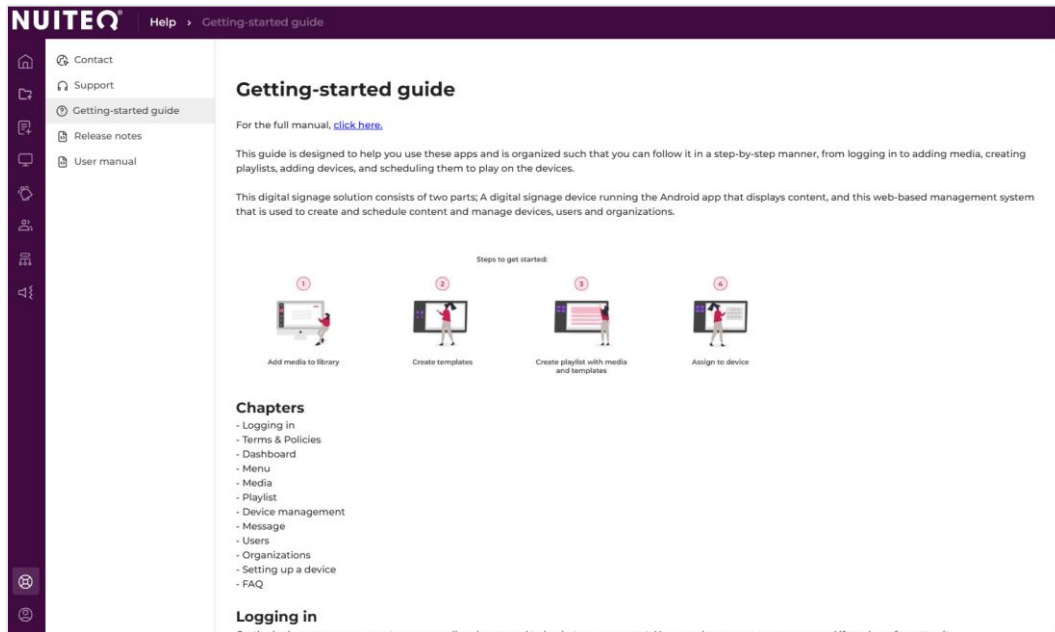 NUITEQ
Help › Getting-started guide
Contact
Support
Getting-started guide
Release notes
User manual
Getting-started guide
For the full manual, click here.
This guide is designed to help you use these apps and is organized such that you can follow it in a step-by-step manner, from logging in to adding media, creating
playlists, adding devices, and scheduling them to play on the devices.
This digital signage solution consists of two parts; A digital signage device running the Android app that displays content, and this web-based management system
that is used to create and schedule content and manage devices, users and organizations.
Steps to get started:
1
2
3
4
Add media to library
Create templates
Create playlist with media
and templates
Assign to device
Chapters
- Logging in
- Terms & Policies
- Dashboard
- Menu
- Media
- Playlist
- Device management
- Message
- Users
- Organizations
- Setting up a device
- FAQ
Logging in